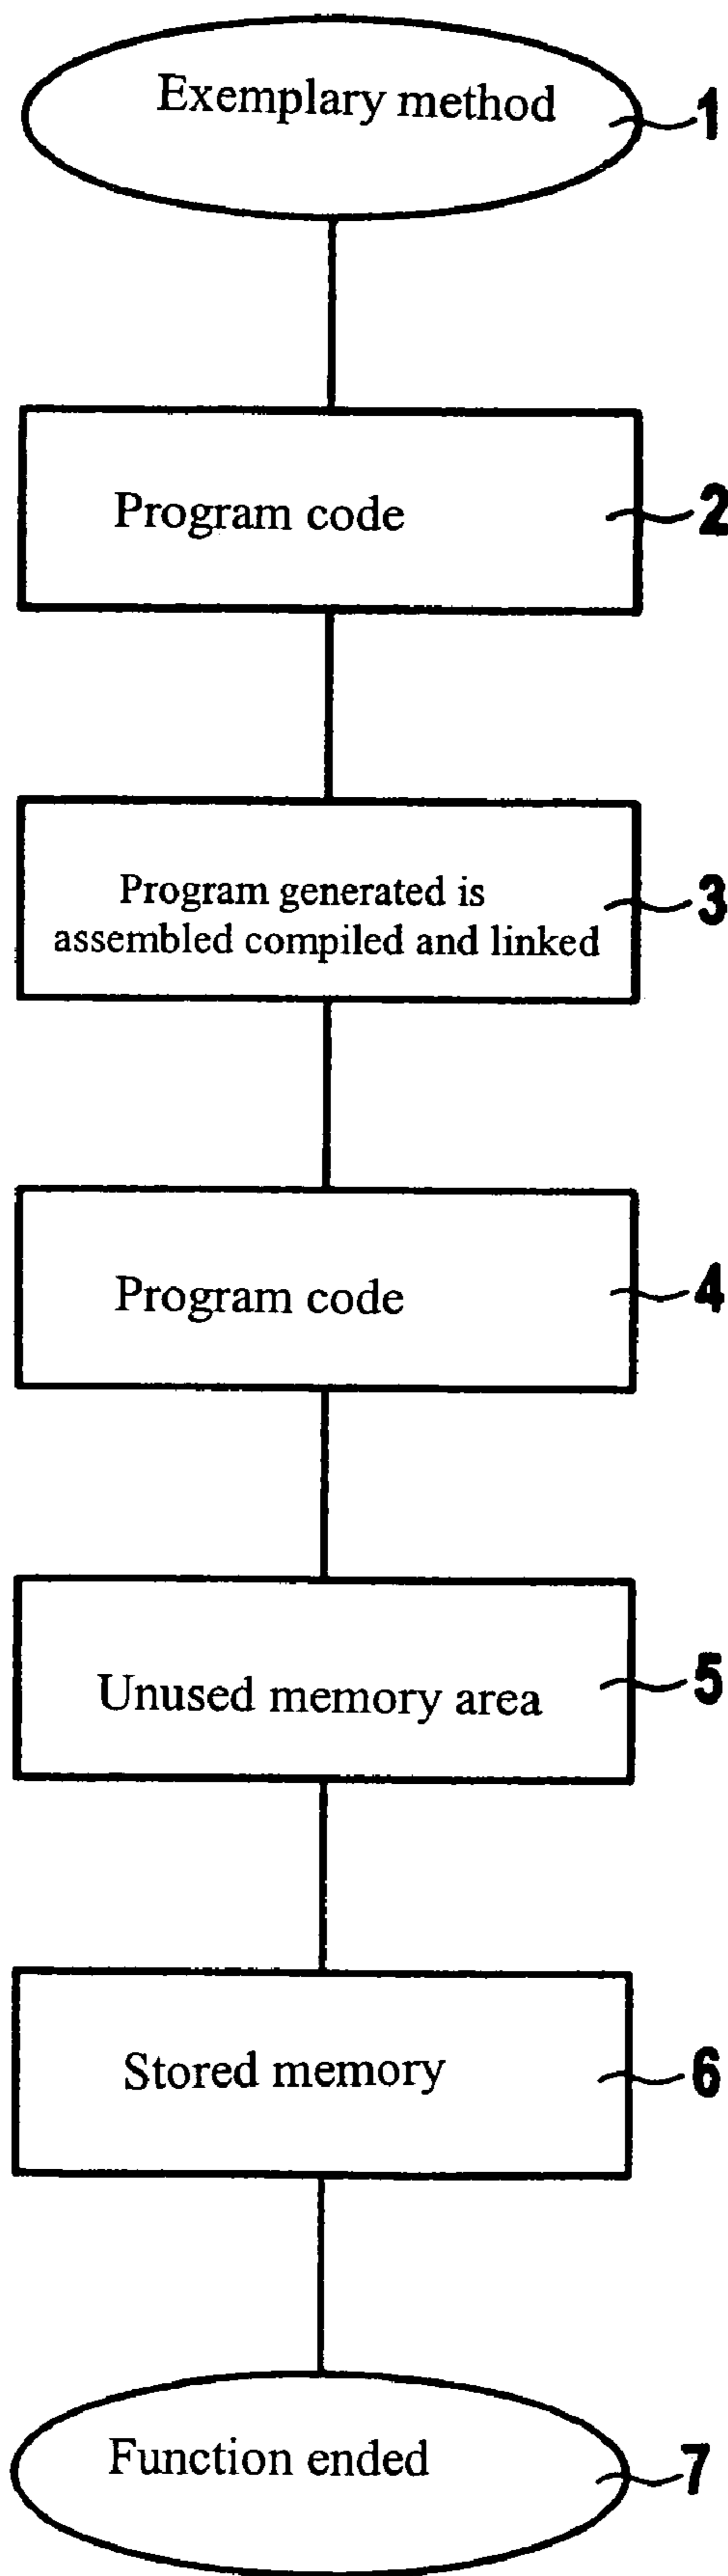 Exemplary method
1
Program code
2
Program generated is
assembled compiled and linked
3
Program code
4
Unused memory area
5
Stored memory
6
Function ended
7